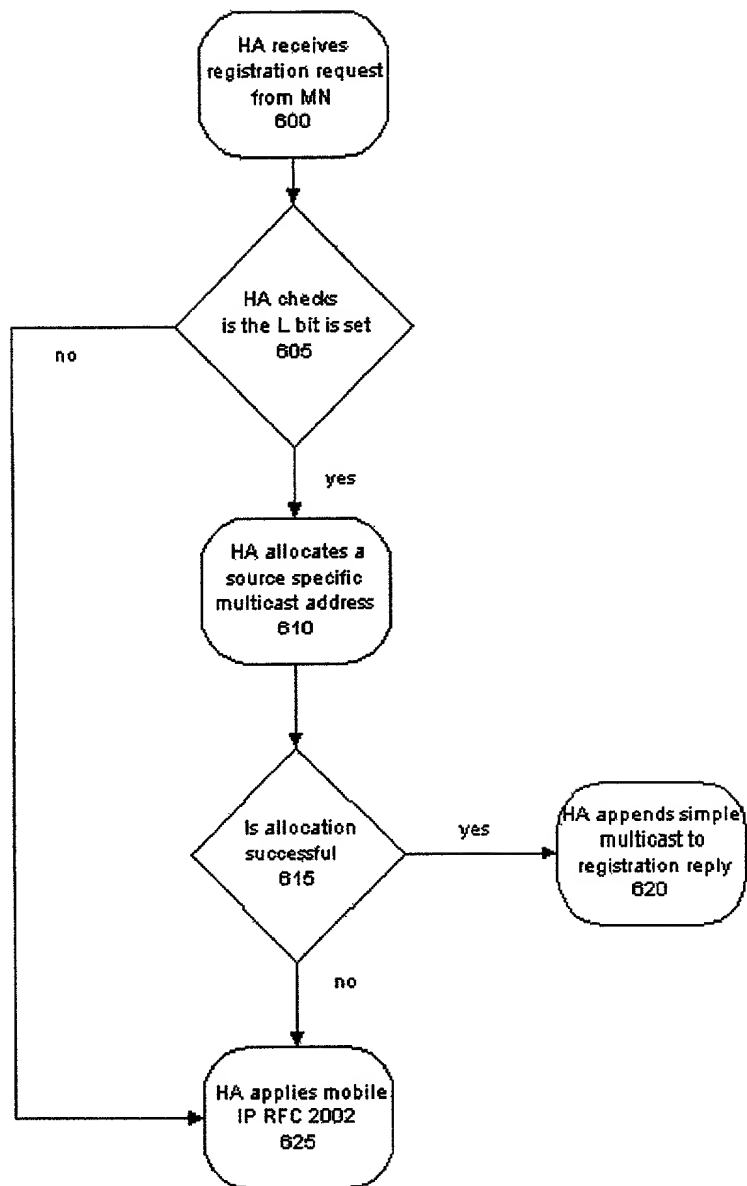 HA receives
registration request
from MN
600
HA checks
is the L bit is set
605
no
yes
HA allocates a
source specific
multicast address
610
Is allocation
successful
615
yes
HA appends simple
multicast to
registration reply
620
no
HA applies mobile
IP RFC 2002
625